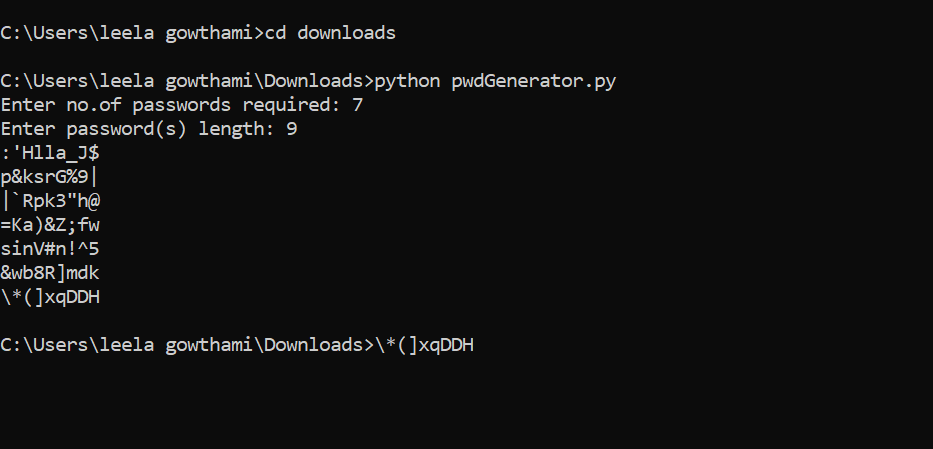 C:\Users\leela gowthami>cd downloads
C:\Users\leela gowthami\Downloads>python pwdGenerator.py
Enter no.of passwords required: 7
Enter password(s) length: 9
:'Hlla_J$
p&ksrG%9|
|`Rpk3"h@
=Ka)&Z;fw
sinV#n!^5
&wb8R]mdk
\*(]xqDDH
C:\Users\leela gowthami\Downloads>\*(]xqDDH